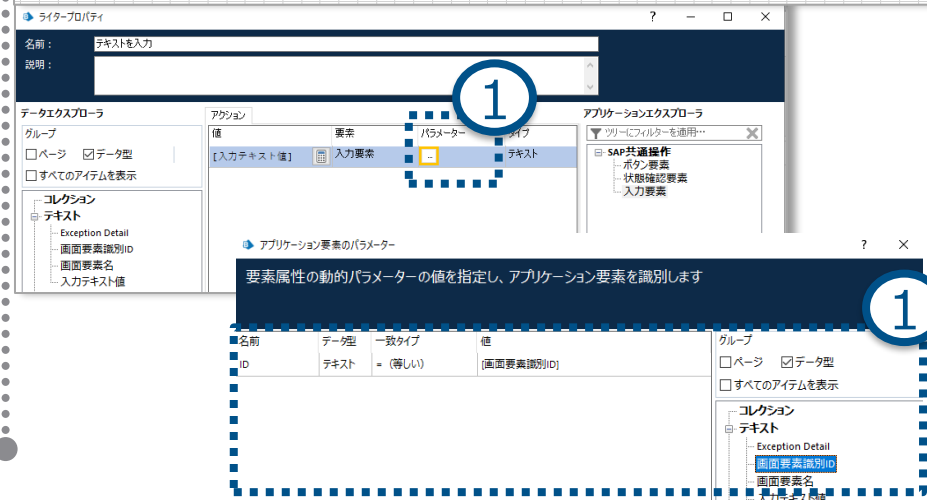 ライタープロパティ
?
名前：
テキストを入力
説明：
データエクスプローラ
グループ
ページ データ型
すべてのアイテムを表示
コレクション
テキスト
Exception Detail
画面要素識別ID
画面要素名
入力テキスト値
アクション
値 要素 パラメーター タイプ
[入力テキスト値] 入力要素 ... テキスト
1
アプリケーションエクスプローラ
ツリーにフィルターを適用…
SAP共通操作
ボタン要素
状態確認要素
入力要素
アプリケーション要素のパラメーター
?
要素属性の動的パラメーターの値を指定し、アプリケーション要素を識別します
1
名前 データ型 一致タイプ 値
ID テキスト = （等しい） [画面要素識別ID]
グループ
ページ データ型
すべてのアイテムを表示
コレクション
テキスト
Exception Detail
画面要素識別ID
画面要素名
入力テキスト値